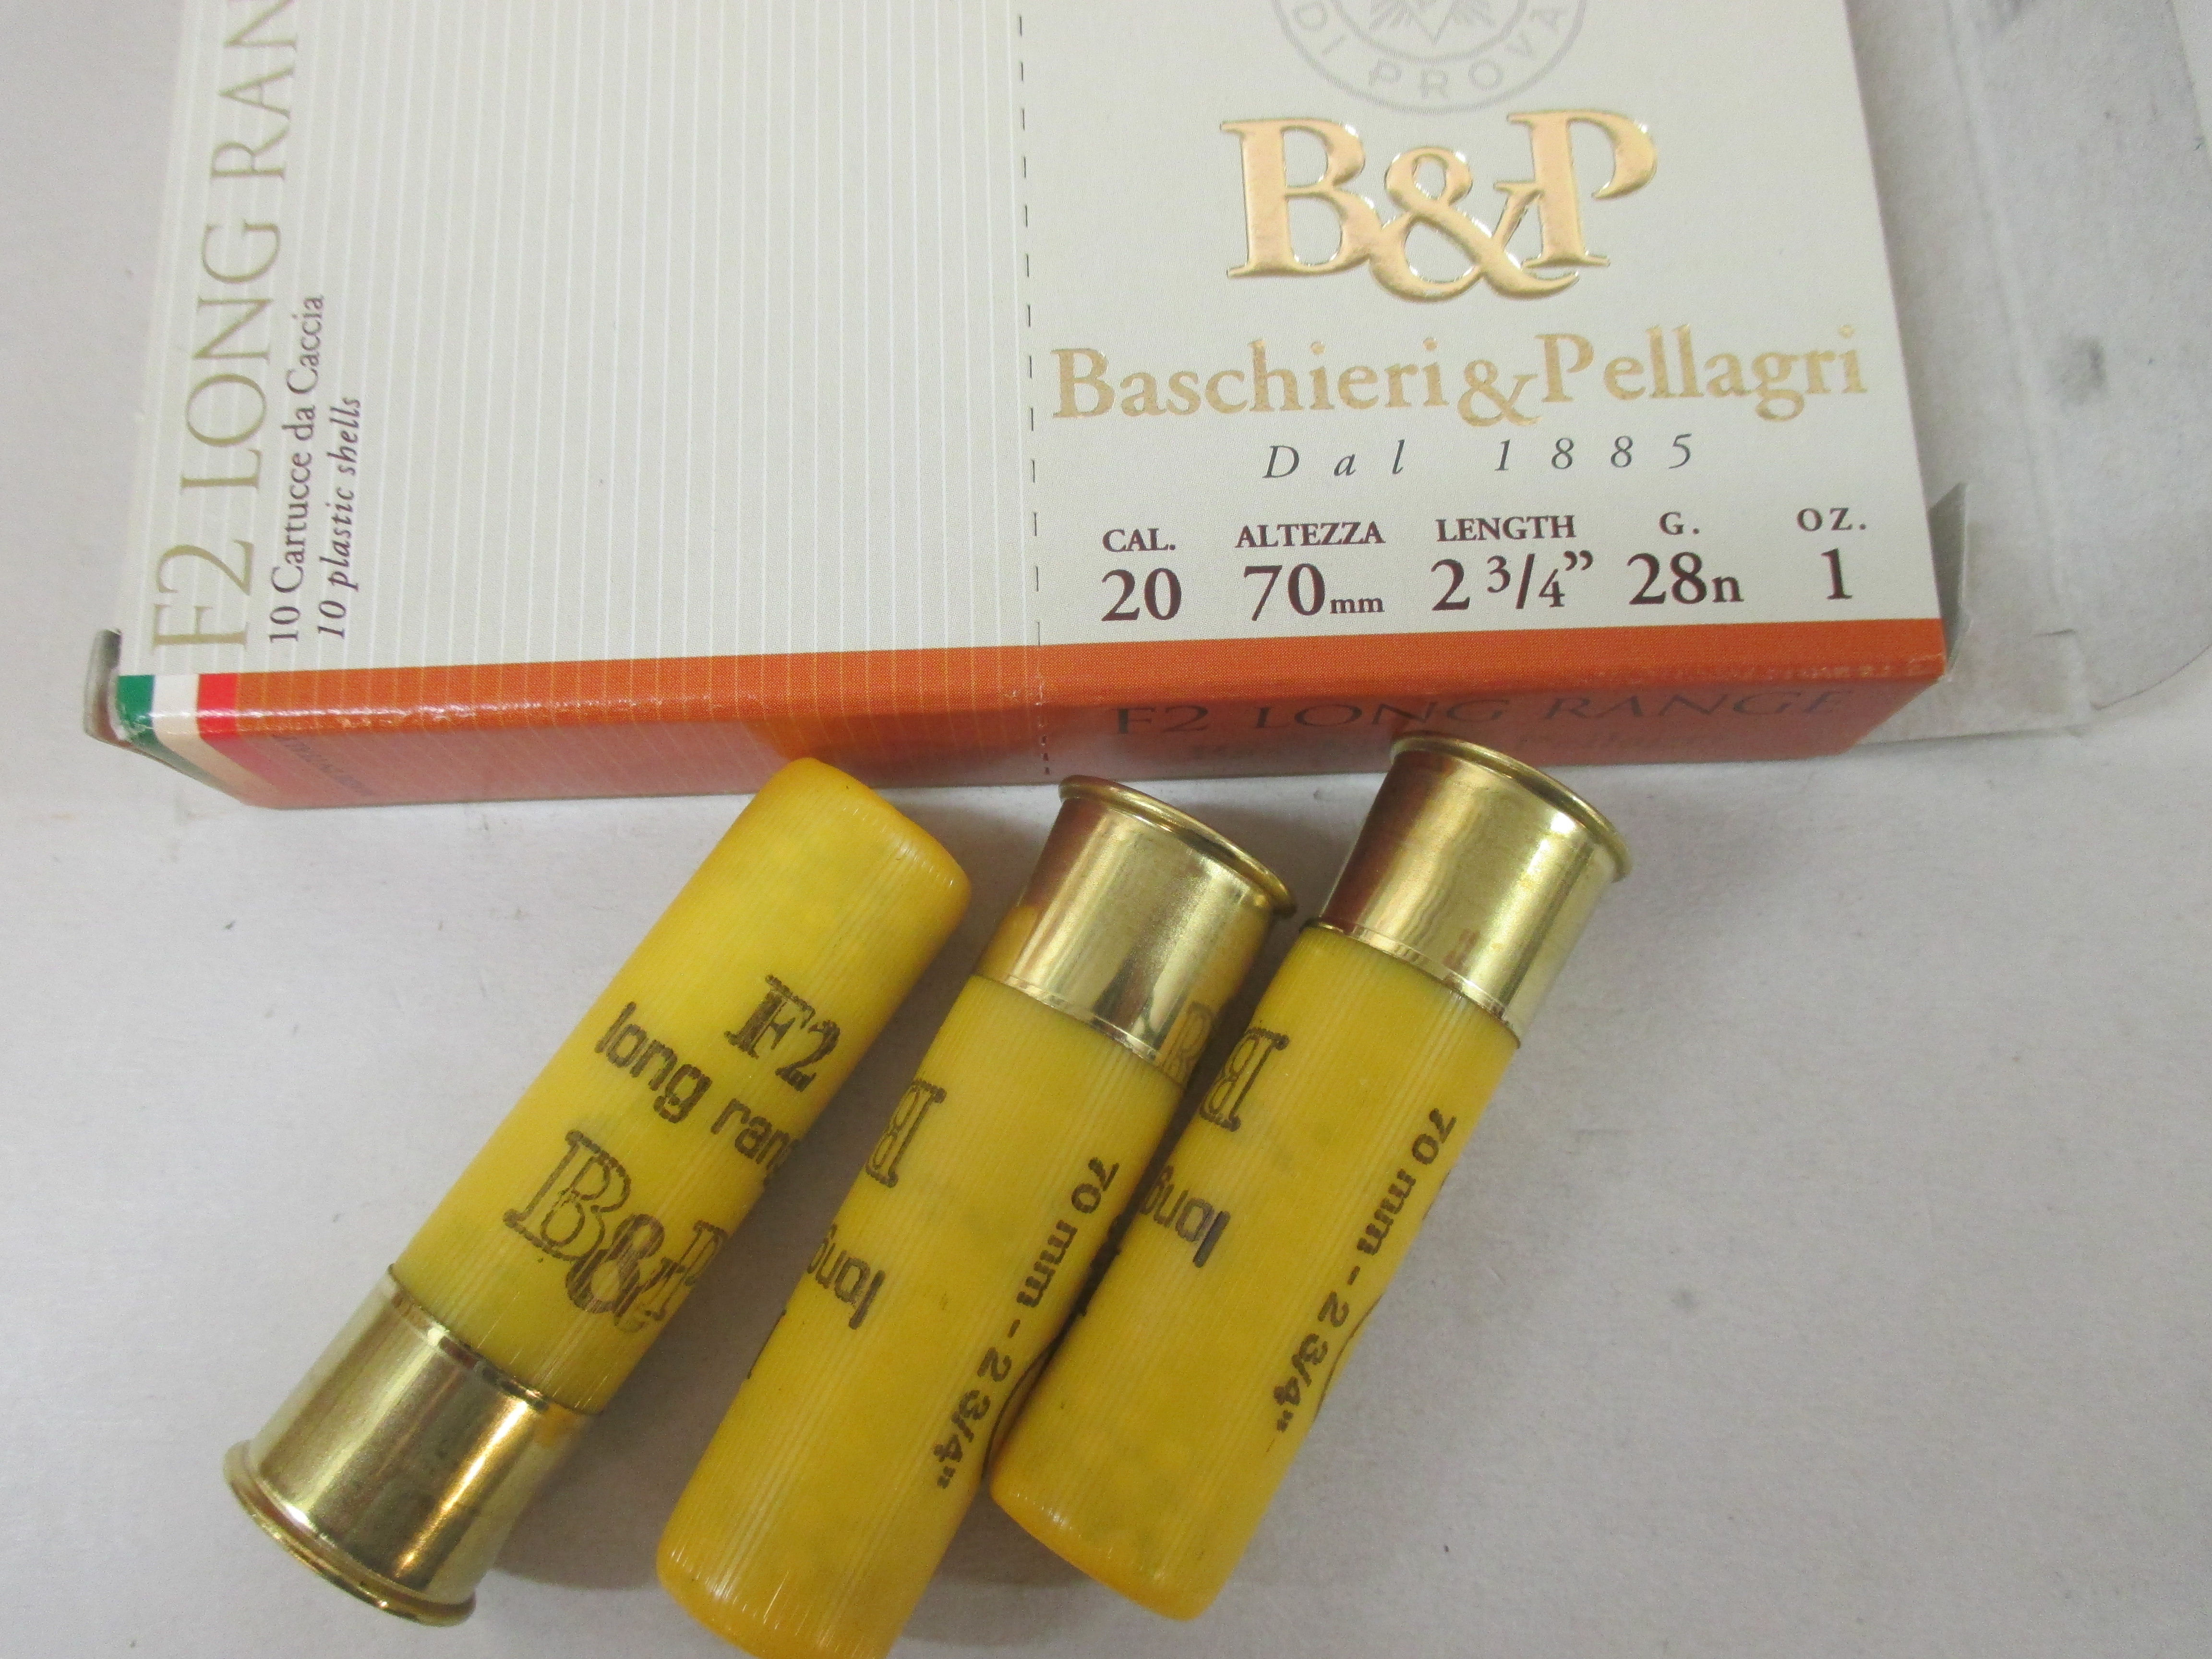 F2 LONG RAN
10 Cartucce da Caccia
10 plastic shells
DI PROVA
B&P
Baschieri & Pellagri
Dal 1885
CAL. ALTEZZA LENGTH G. OZ.
20 70mm 2 3/4” 28n 1
F2 LONG RANGE
F2
long rang
B&P
B
long
70 mm - 2 3/4"
B
long
70 mm - 2 3/4"